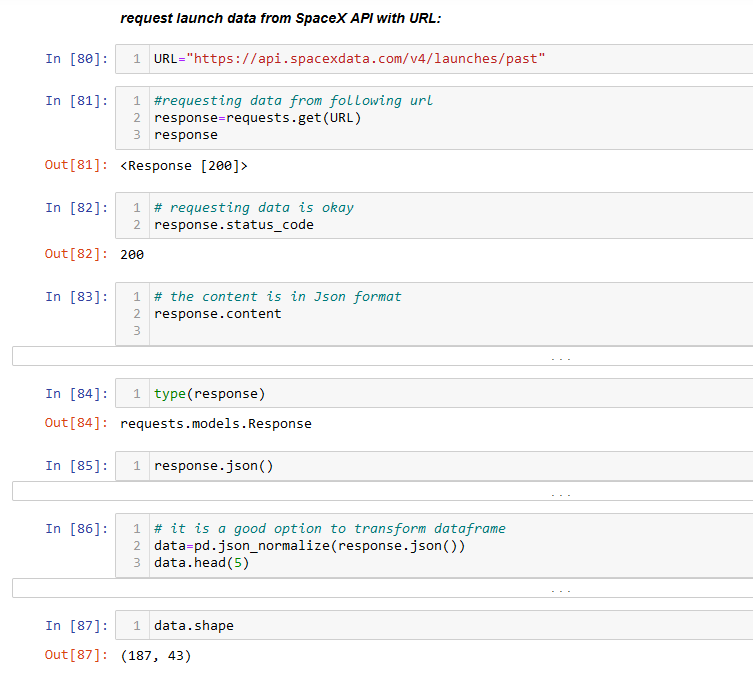 request launch data from SpaceX API with URL:
In [80]: 1 URL="https://api.spacexdata.com/v4/launches/past"
In [81]: 1 #requesting data from following url
2 response=requests.get(URL)
3 response
Out[81]: <Response [200]>
In [82]: 1 # requesting data is okay
2 response.status_code
Out[82]: 200
In [83]: 1 # the content is in Json format
2 response.content
3
...
In [84]: 1 type(response)
Out[84]: requests.models.Response
In [85]: 1 response.json()
...
In [86]: 1 # it is a good option to transform dataframe
2 data=pd.json_normalize(response.json())
3 data.head(5)
...
In [87]: 1 data.shape
Out[87]: (187, 43)